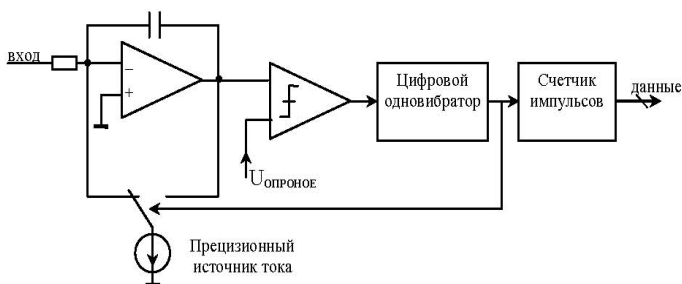 вход
−
+
UОПРОНОЕ
Цифровой
одновибратор
Счетчик
импульсов
данные
Прецизионный
источник тока